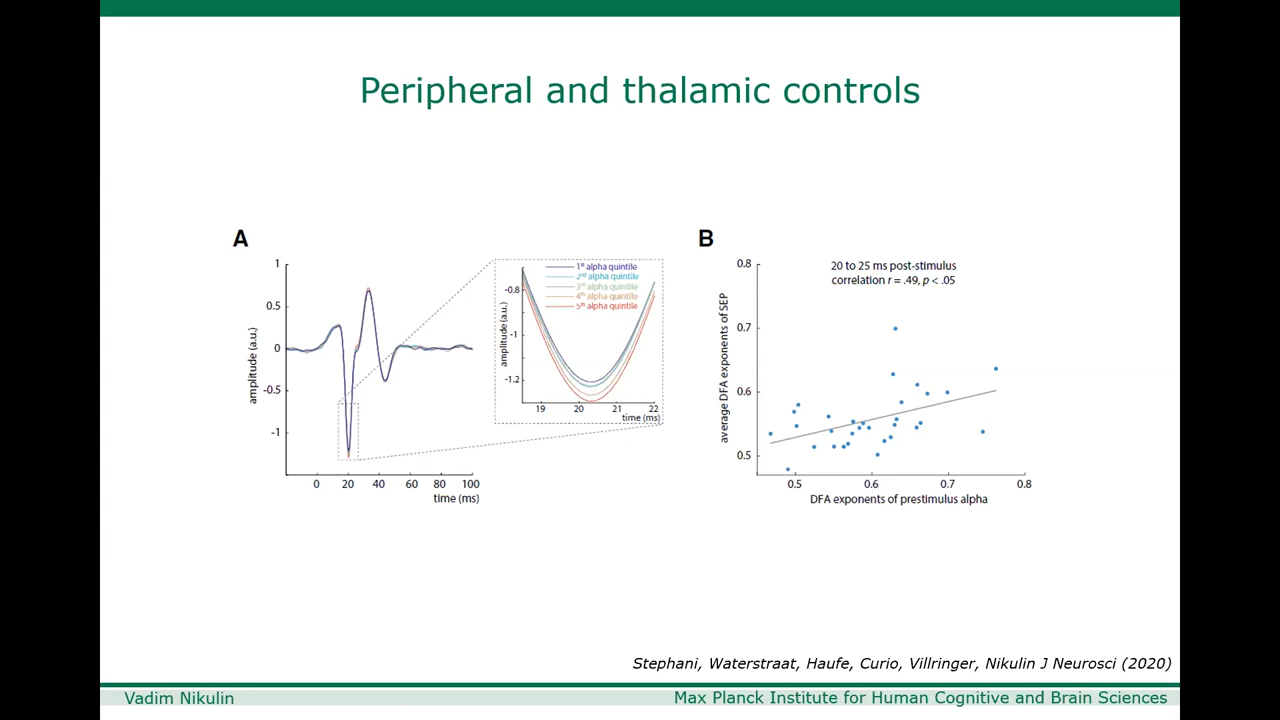 Peripheral and thalamic controls
A
1
0.5
0
-0.5
-1
amplitude (a.u.)
0 20 40 60 80 100
time (ms)
1st alpha quintile
2nd alpha quintile
3rd alpha quintile
4th alpha quintile
5th alpha quintile
-0.8
-1
-1.2
amplitude (a.u.)
19 20 21 22
time (ms)
B
20 to 25 ms post-stimulus
correlation r = .49, p < .05
0.8
0.7
0.6
0.5
average DFA exponents of SEP
0.5 0.6 0.7 0.8
DFA exponents of prestimulus alpha
Stephani, Waterstraat, Haufe, Curio, Villringer, Nikulin J Neurosci (2020)
Vadim Nikulin
Max Planck Institute for Human Cognitive and Brain Sciences